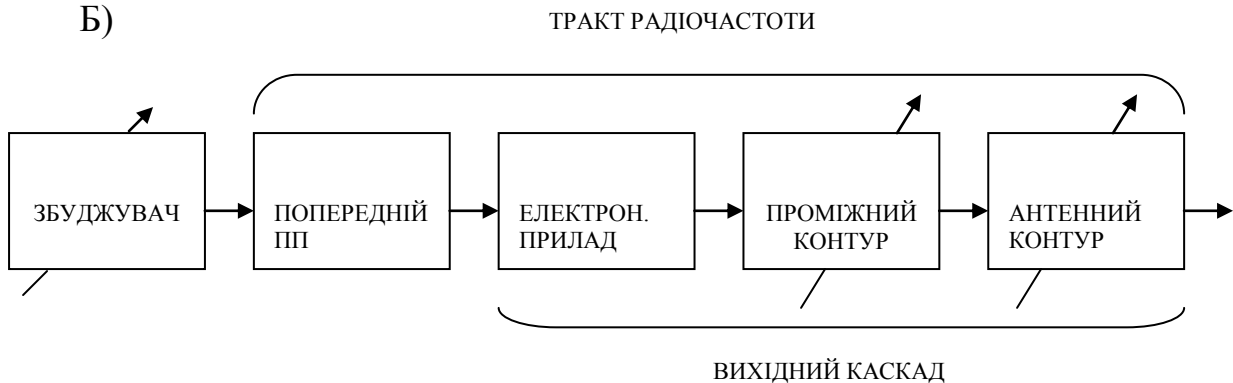 Б)
ТРАКТ РАДІОЧАСТОТИ
ЗБУДЖУВАЧ
ПОПЕРЕДНІЙ
ПП
ЕЛЕКТРОН.
ПРИЛАД
ПРОМІЖНИЙ
КОНТУР
АНТЕННИЙ
КОНТУР
ВИХІДНИЙ КАСКАД